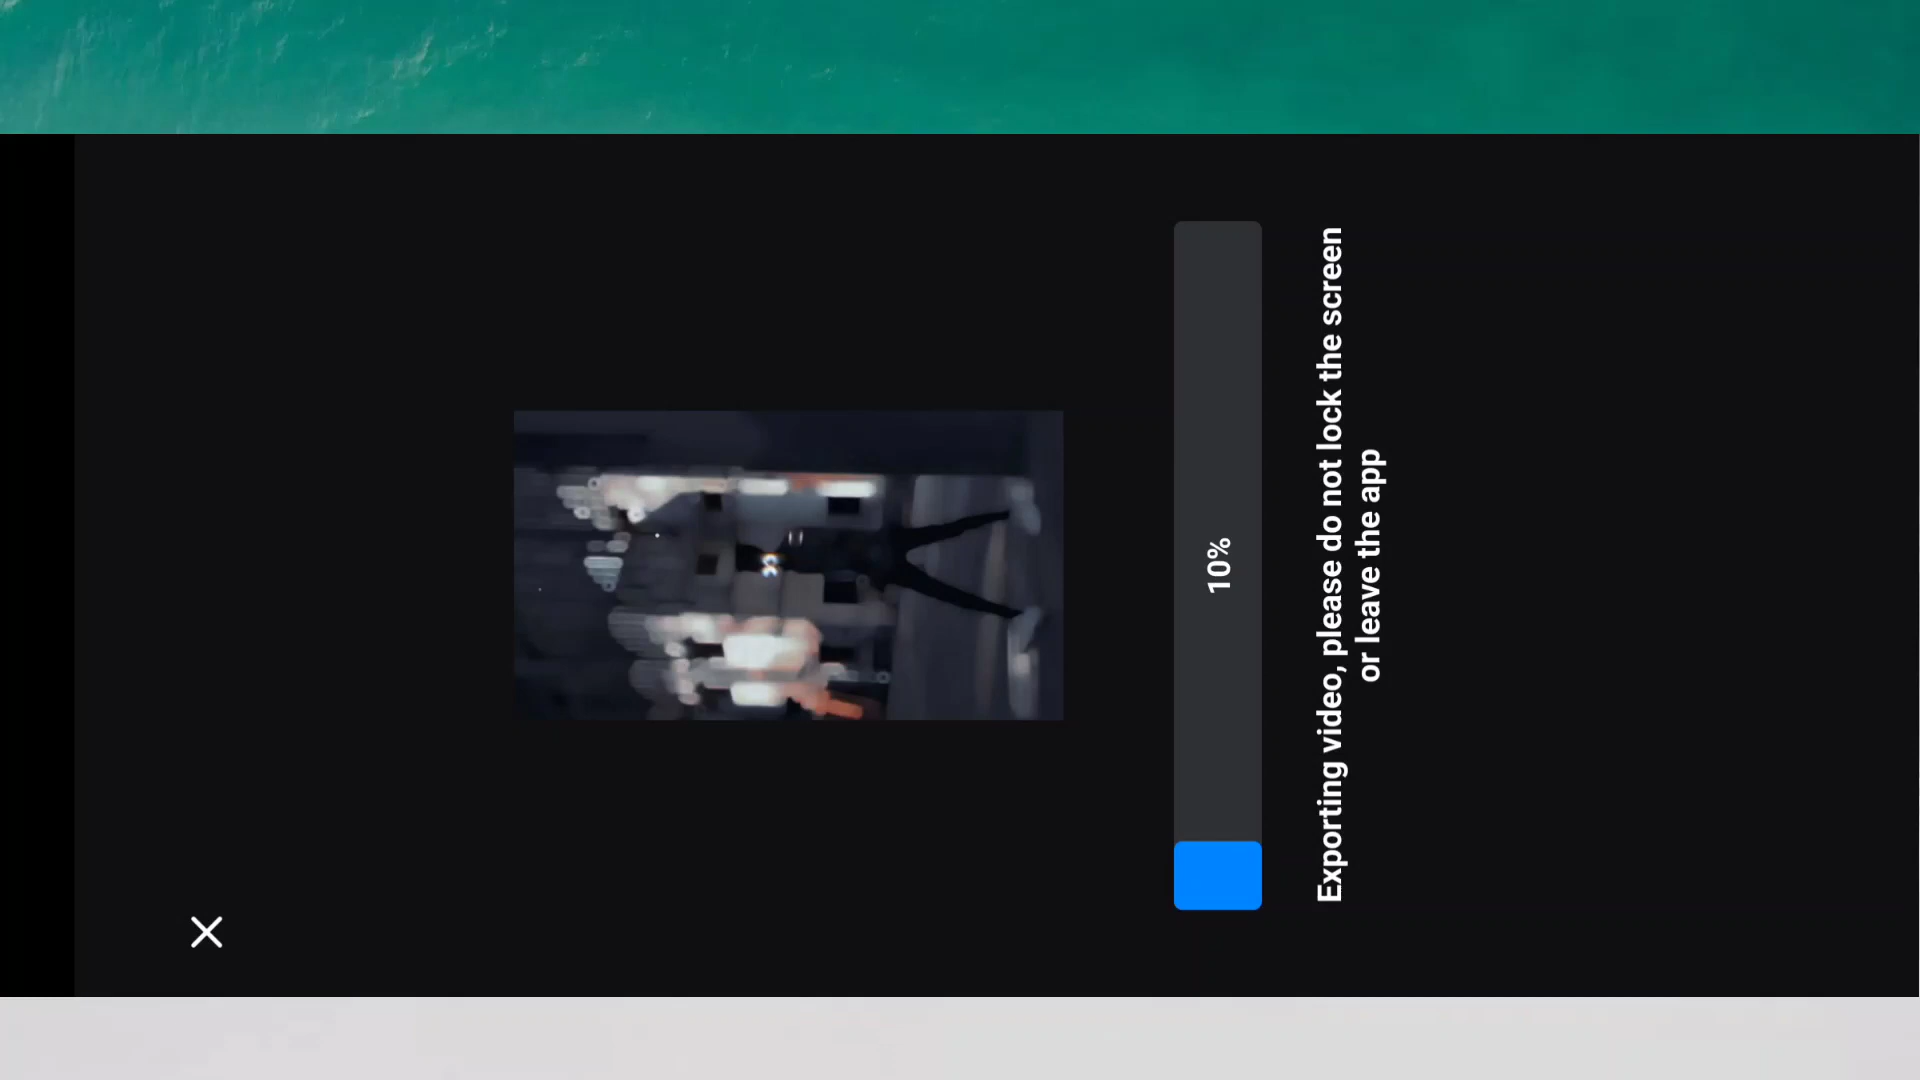 10%
Exporting video, please do not lock the screen
or leave the app